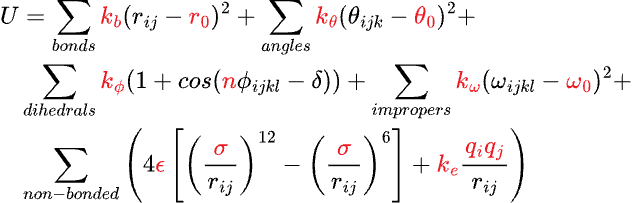 U = ∑_{bonds} k_b(r_{ij} − r_0)^2 + ∑_{angles} k_θ(θ_{ijk} − θ_0)^2 +
∑_{dihedrals} k_ϕ(1 + cos(nϕ_{ijkl} − δ)) + ∑_{impropers} k_ω(ω_{ijkl} − ω_0)^2 +
∑_{non−bonded} (4ϵ[(σ/r_{ij})^{12} − (σ/r_{ij})^6] + k_e q_i q_j/r_{ij})